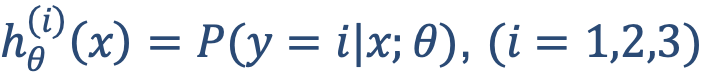 h_θ^{(i)}(x) = P(y = i|x; θ), (i = 1,2,3)